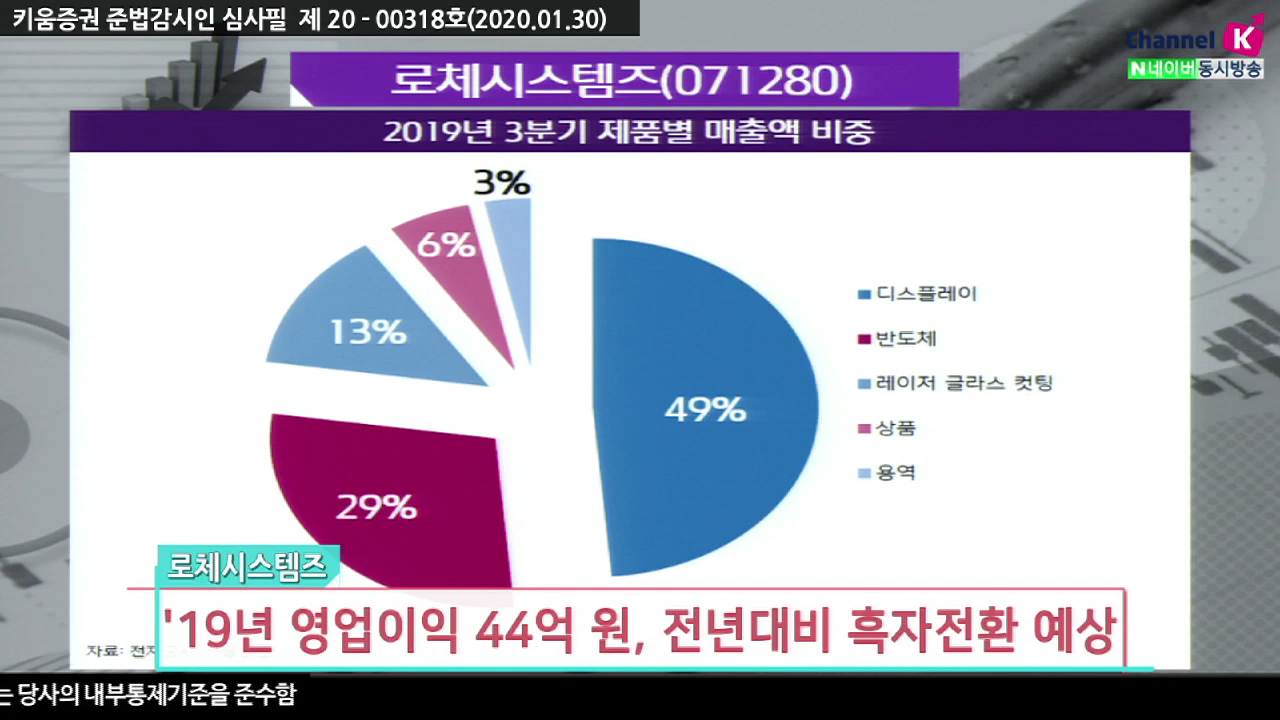 키움증권 준법감시인 심사필 제 20 - 00318호(2020.01.30)
Channel K
N 네이버 동시방송
로체시스템즈(071280)
2019년 3분기 제품별 매출액 비중
3%
6%
13%
49%
29%
디스플레이
반도체
레이저 글라스 컷팅
상품
용역
로체시스템즈
'19년 영업이익 44억 원, 전년대비 흑자전환 예상
자료:
는 당사의 내부통제기준을 준수함